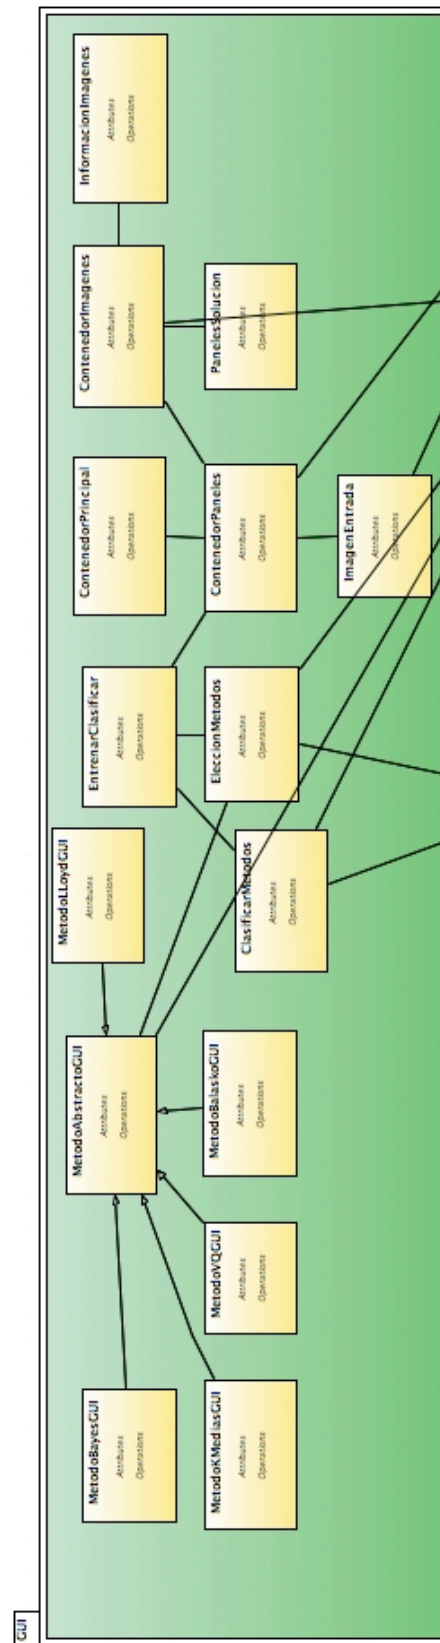 GUI
MetodoBayesGUI
Attributes
Operations
MetodoAbstractoGUI
Attributes
Operations
MetodoLLoydGUI
Attributes
Operations
EntrenarClasificar
Attributes
Operations
ContenedorPrincipal
Attributes
Operations
ContenedorImagenes
Attributes
Operations
InformacionImagenes
Attributes
Operations
MetodoKMediasGUI
Attributes
Operations
MetodoVQGUI
Attributes
Operations
MetodoBalaskoGUI
Attributes
Operations
ClasificarMetodos
Attributes
Operations
EleccionMetodos
Attributes
Operations
ContenedorPaneles
Attributes
Operations
PanelesSolucion
Attributes
Operations
ImagenEntrada
Attributes
Operations